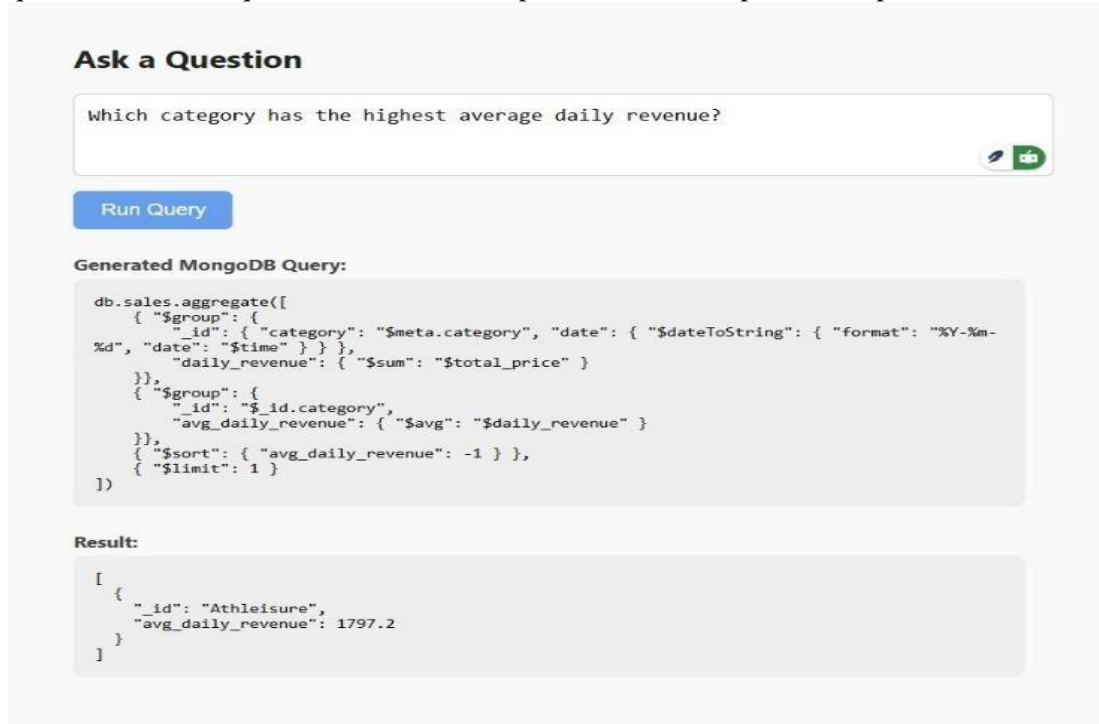 Ask a Question
Which category has the highest average daily revenue?
Run Query
Generated MongoDB Query:
db.sales.aggregate([
{ "$group": {
"_id": { "category": "$meta.category", "date": { "$dateToString": { "format": "%Y-%m-
%d", "date": "$time" } } },
"daily_revenue": { "$sum": "$total_price" }
}},
{ "$group": {
"_id": "$_id.category",
"avg_daily_revenue": { "$avg": "$daily_revenue" }
}},
{ "$sort": { "avg_daily_revenue": -1 } },
{ "$limit": 1 }
])
Result:
[
{
"_id": "Athleisure",
"avg_daily_revenue": 1797.2
}
]